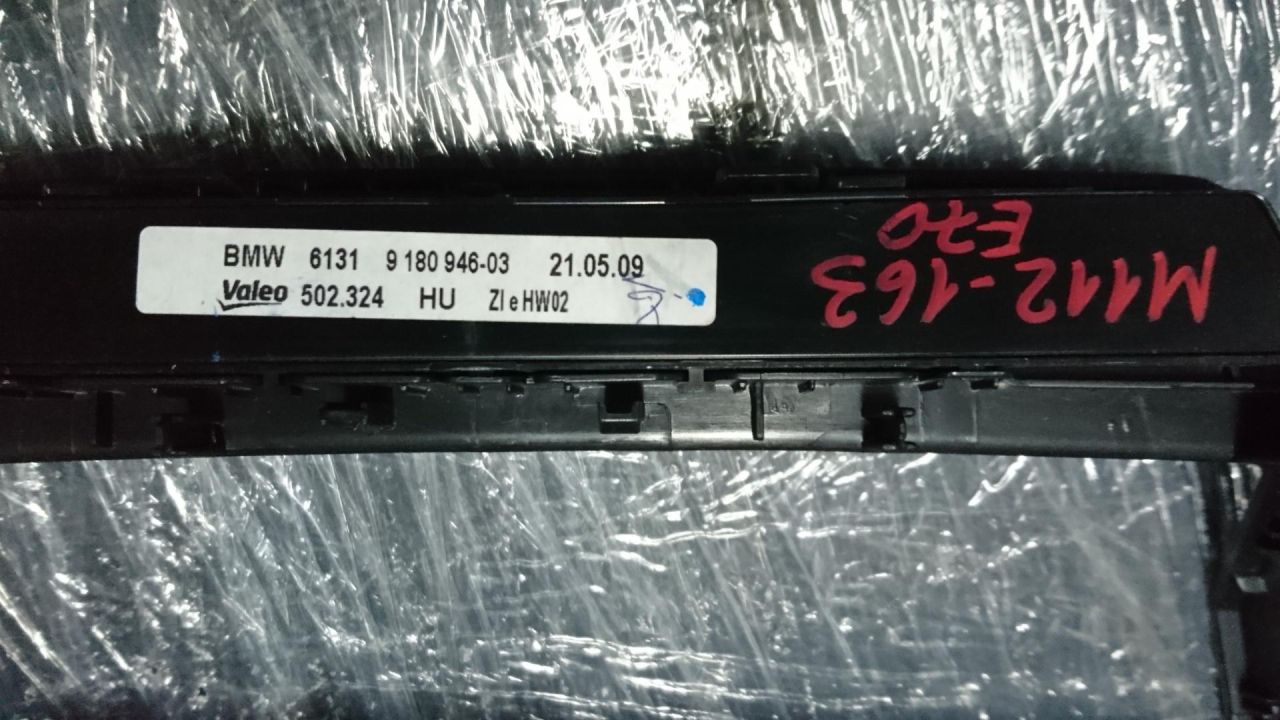 BMW 6131 9 180 946-03 21.05.09
Valeo 502.324 HU ZI e HW02
M112-163
E70